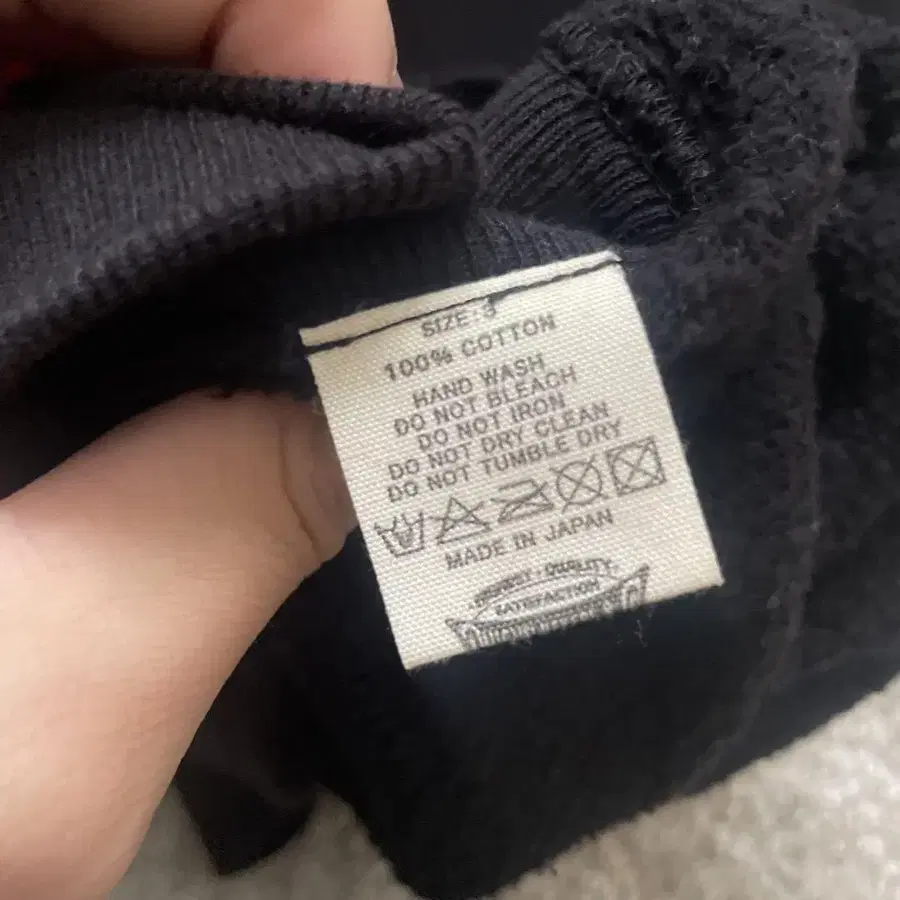 SIZE : 3
100% COTTON
HAND WASH
DO NOT BLEACH
DO NOT IRON
DO NOT DRY CLEAN
DO NOT TUMBLE DRY
MADE IN JAPAN
QUALITY
SATISFACTION